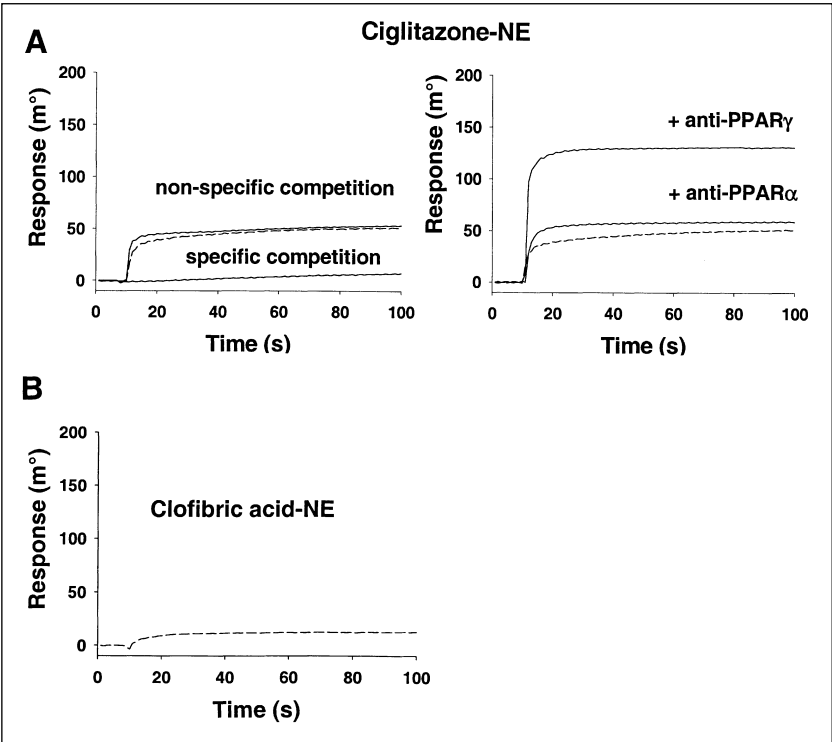 Ciglitazone-NE
A
200
150
100
50
0
Response (m°)
non-specific competition
specific competition
0 20 40 60 80 100
Time (s)
200
150
100
50
0
Response (m°)
+ anti-PPARγ
+ anti-PPARα
0 20 40 60 80 100
Time (s)
B
200
150
100
50
0
Response (m°)
Clofibric acid-NE
0 20 40 60 80 100
Time (s)